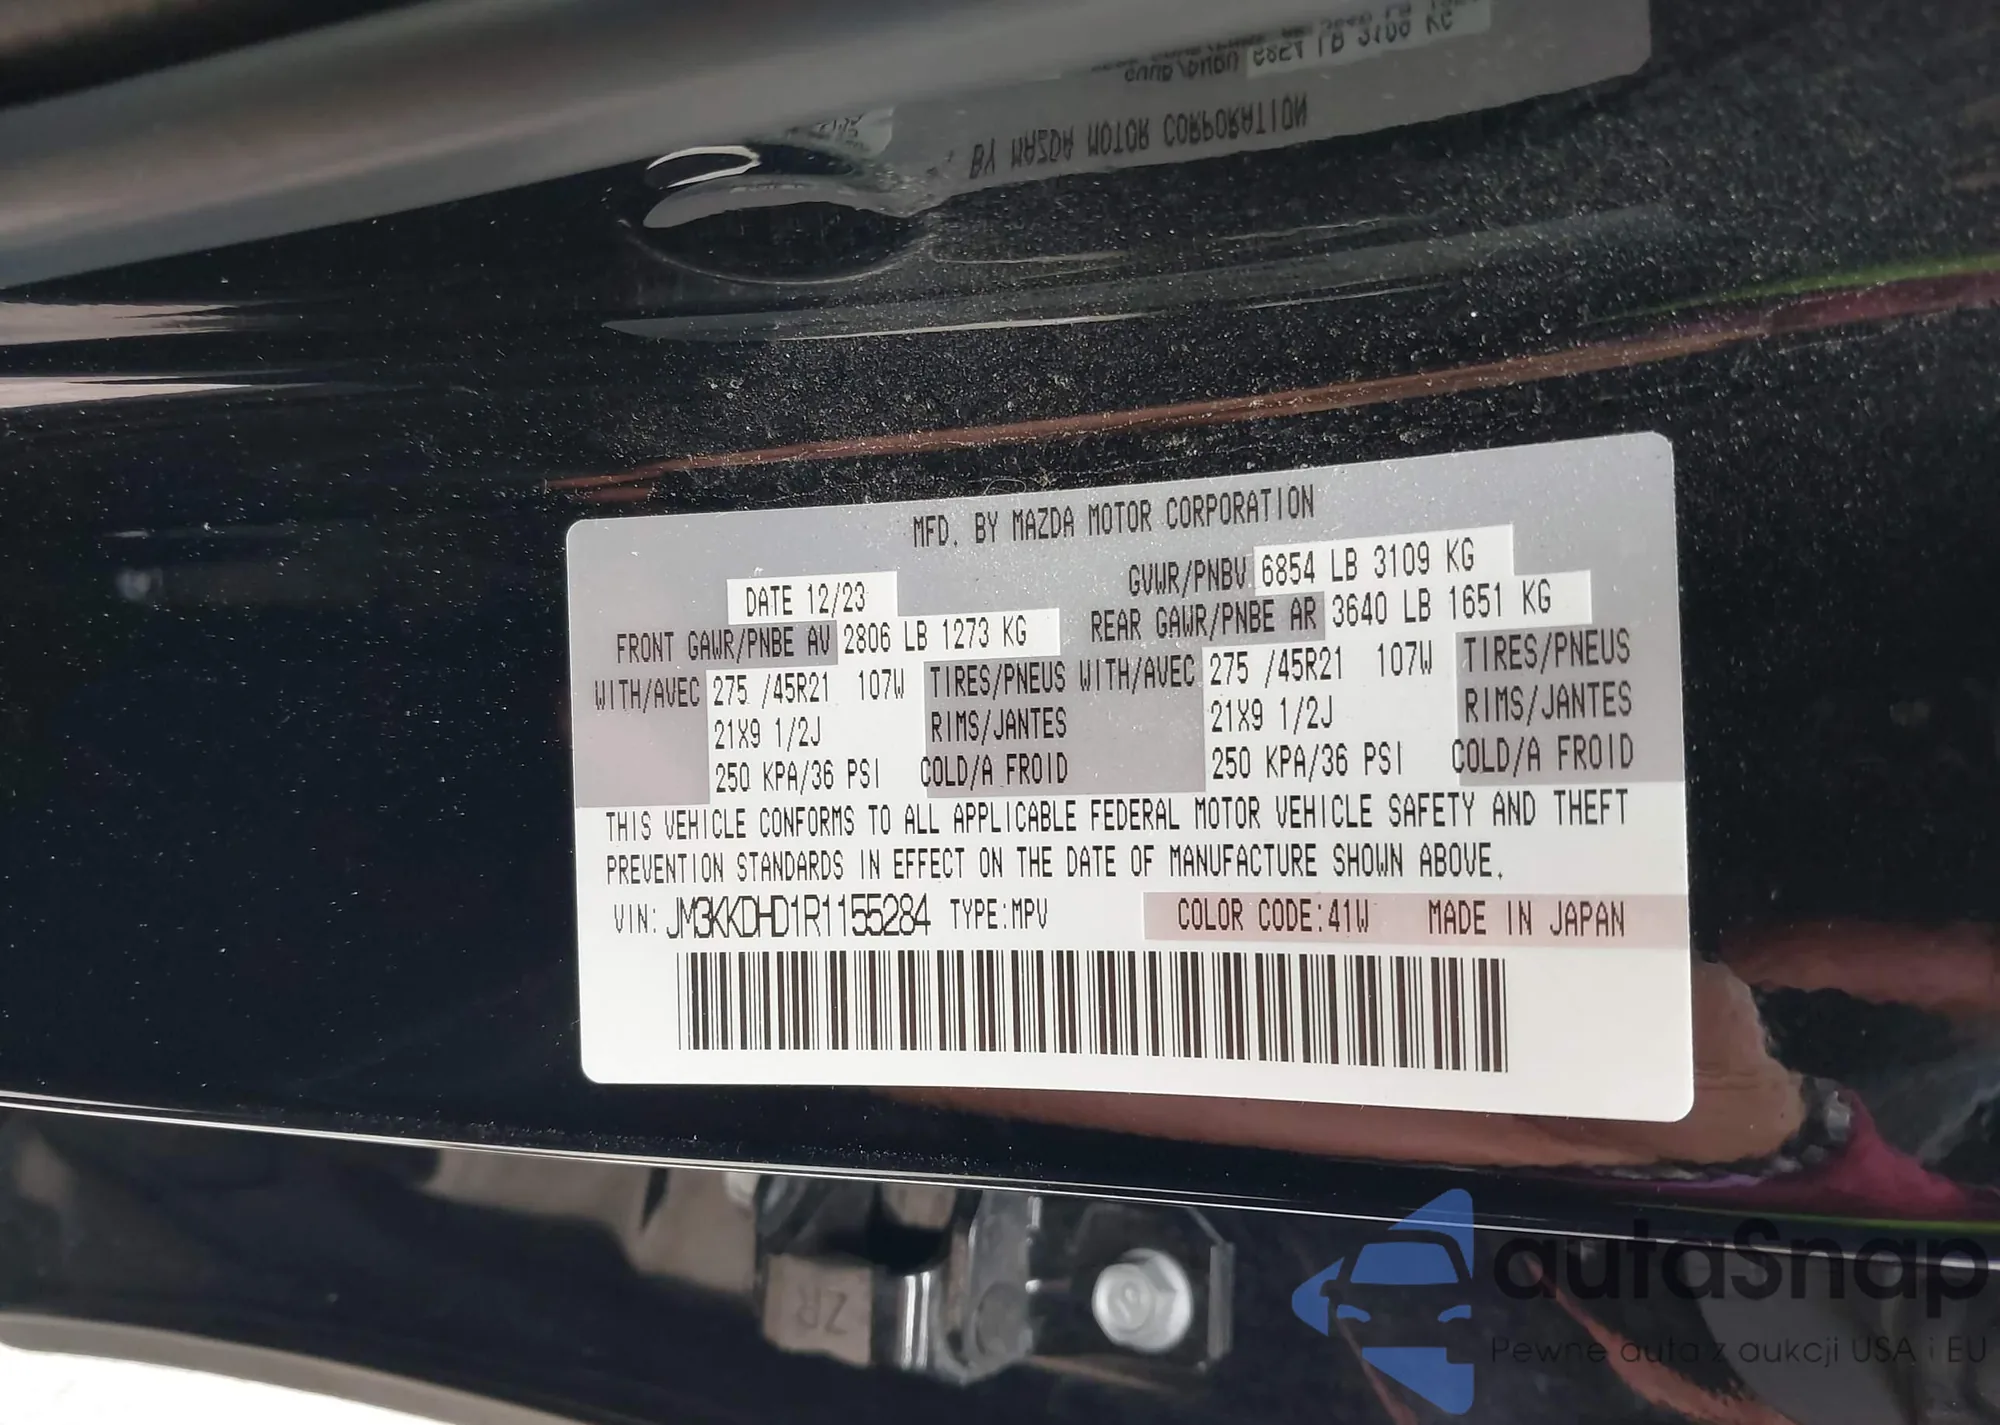 MFD. BY MAZDA MOTOR CORPORATION
DATE 12/23 GVWR/PNBV 6854 LB 3109 KG
FRONT GAWR/PNBE AV 2806 LB 1273 KG REAR GAWR/PNBE AR 3640 LB 1651 KG
WITH/AVEC 275 /45R21 107W TIRES/PNEUS WITH/AVEC 275 /45R21 107W TIRES/PNEUS
21X9 1/2J RIMS/JANTES 21X9 1/2J RIMS/JANTES
250 KPA/36 PSI COLD/A FROID 250 KPA/36 PSI COLD/A FROID
THIS VEHICLE CONFORMS TO ALL APPLICABLE FEDERAL MOTOR VEHICLE SAFETY AND THEFT
PREVENTION STANDARDS IN EFFECT ON THE DATE OF MANUFACTURE SHOWN ABOVE.
VIN: JM3KKDHD1R1155284 TYPE:MPV COLOR CODE:41W MADE IN JAPAN
autaSnap
Pewne auta z aukcji USA i EU